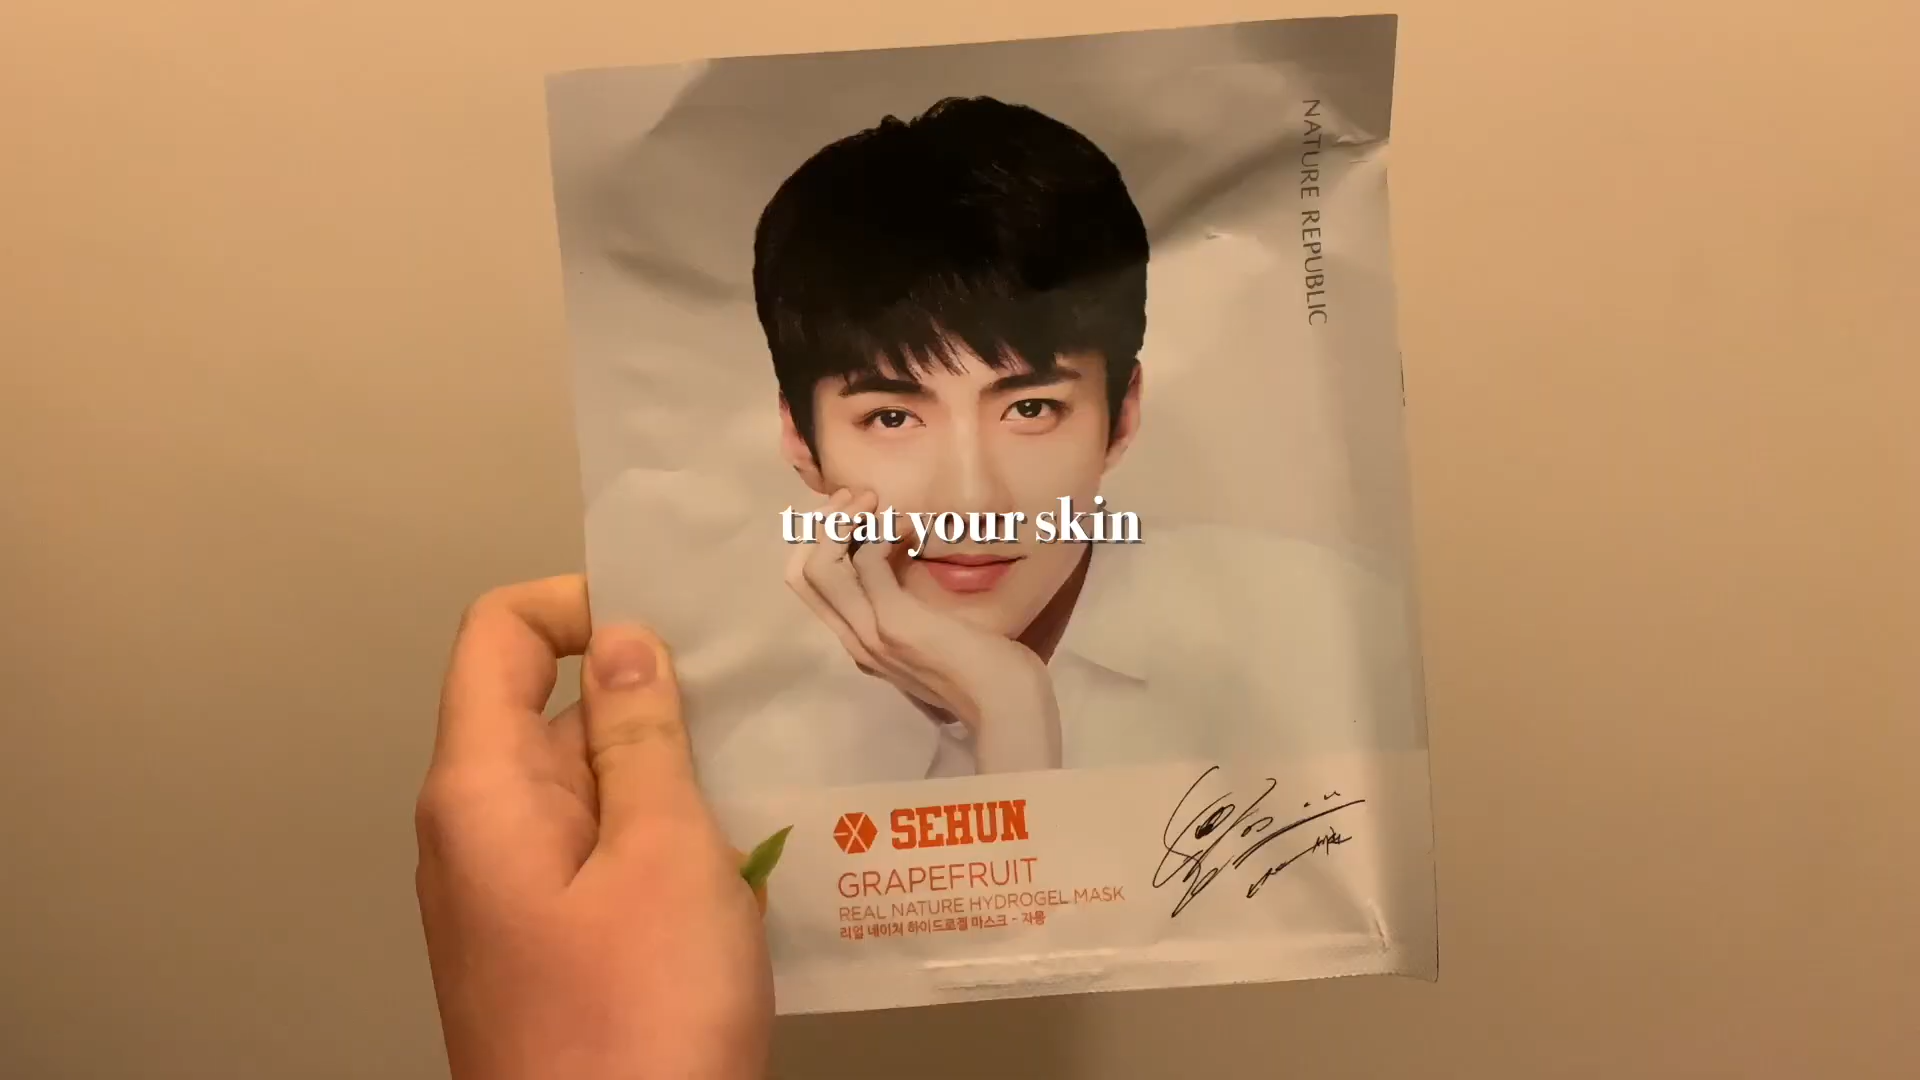 NATURE REPUBLIC
treat your skin
SEHUN
GRAPEFRUIT
REAL NATURE HYDROGEL MASK
리얼 네이처 하이드로겔 마스크 - 자몽